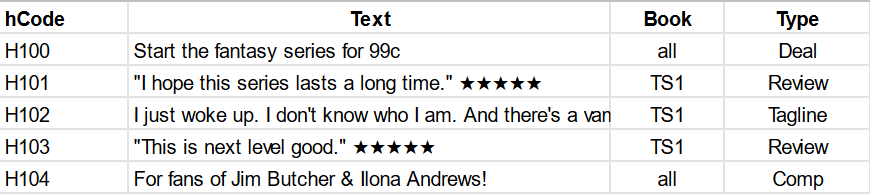 hCode Text Book Type
H100 Start the fantasy series for 99c all Deal
H101 "I hope this series lasts a long time." ★★★★★ TS1 Review
H102 I just woke up. I don't know who I am. And there's a vam TS1 Tagline
H103 "This is next level good." ★★★★★ TS1 Review
H104 For fans of Jim Butcher & Ilona Andrews! all Comp